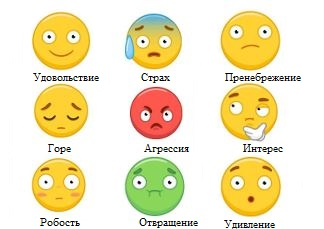 Удовольствие
Страх
Пренебрежение
Горе
Агрессия
Интерес
Робость
Отвращение
Удивление